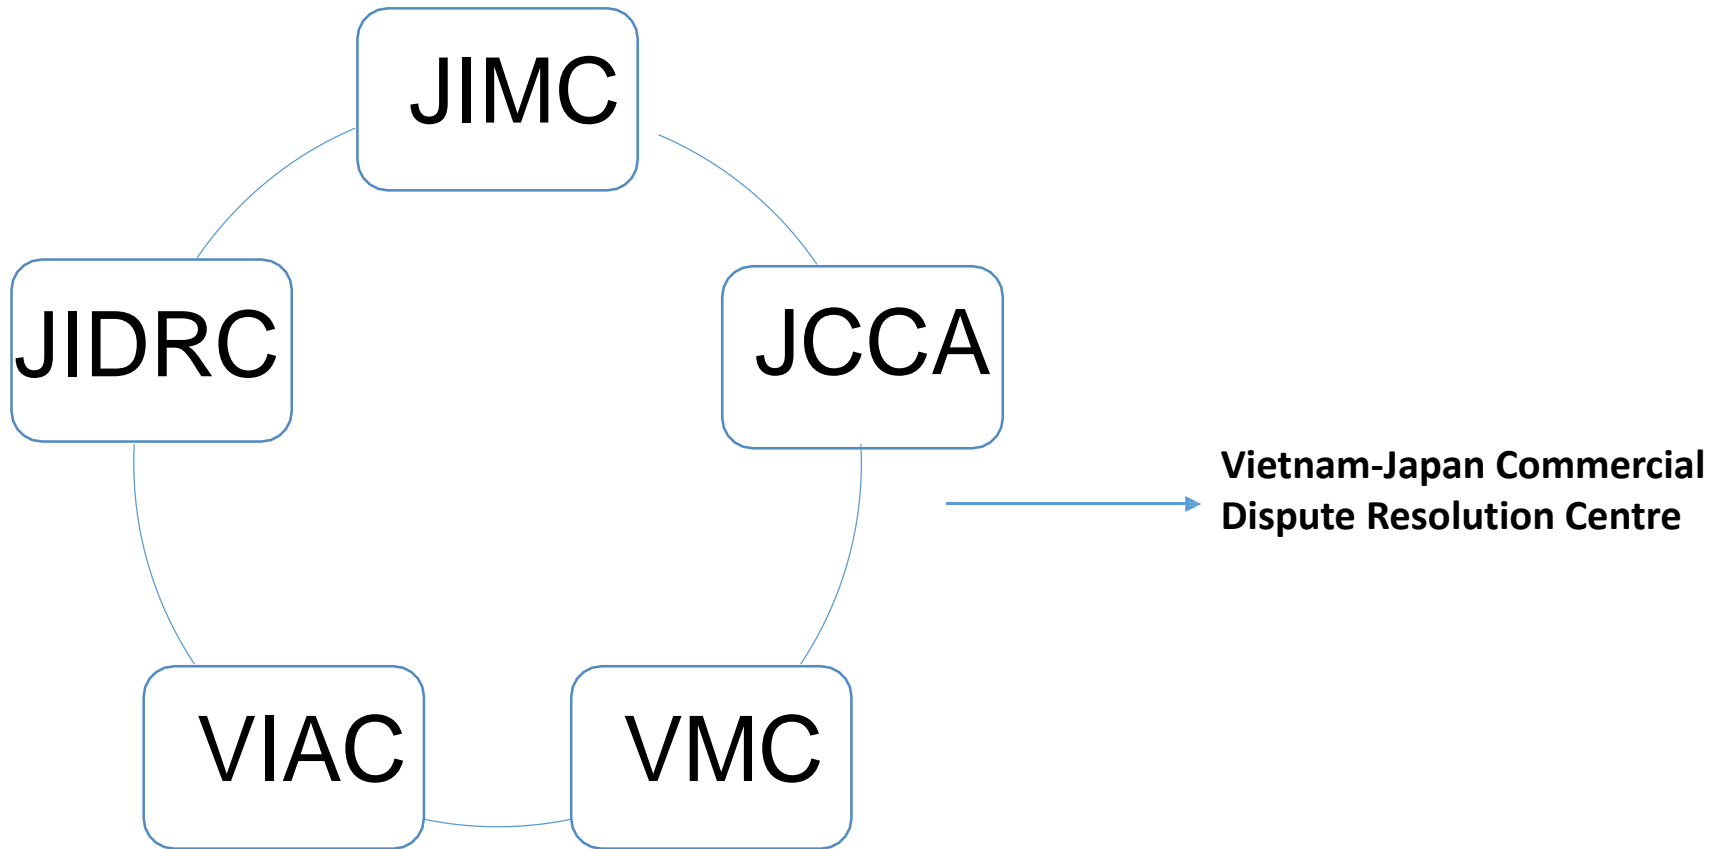 JIMC
JIDRC
JCCA
Vietnam-Japan Commercial
Dispute Resolution Centre
VIAC
VMC